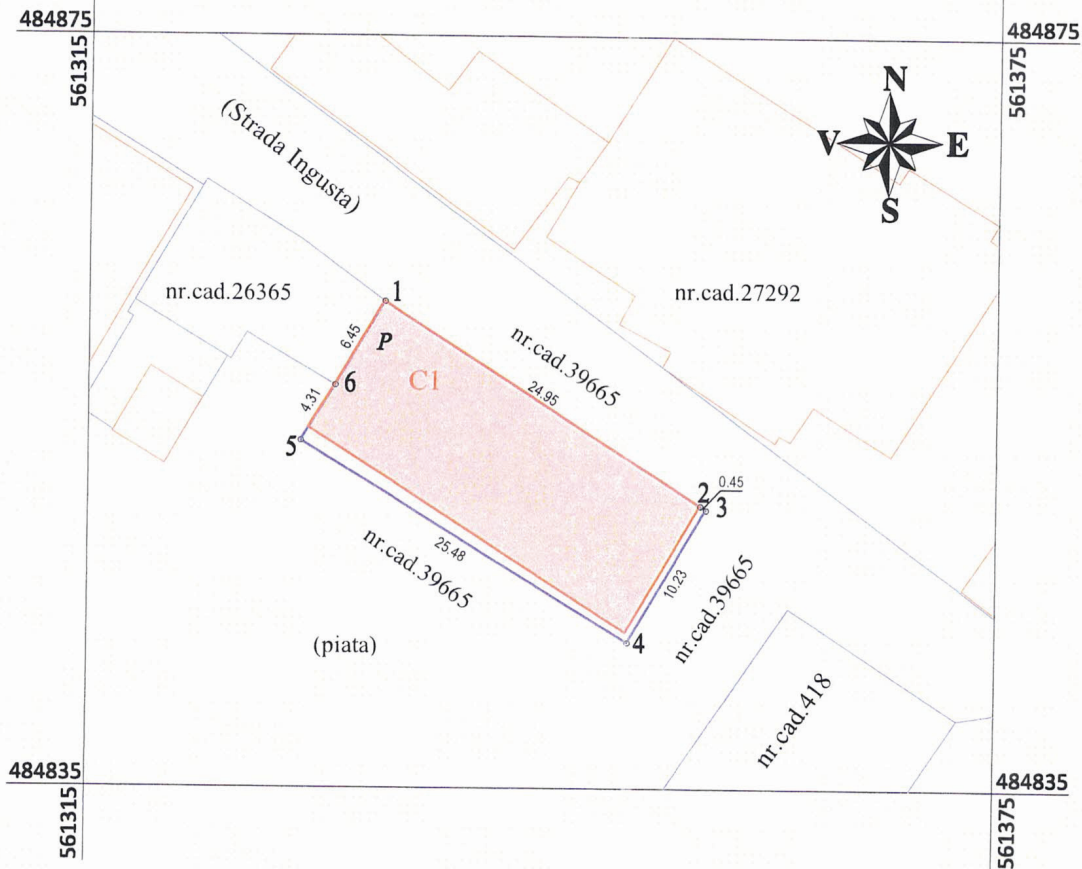 484875
484875
561315
561375
N
V
E
S
(Strada Ingusta)
nr.cad.26365
nr.cad.27292
1
6.45
P
nr.cad.39665
C1
24.95
6
4.31
5
2
0.45
3
nr.cad.39665
25.48
10.23
nr.cad.39665
4
(piata)
nr.cad.418
484835
484835
561315
561375